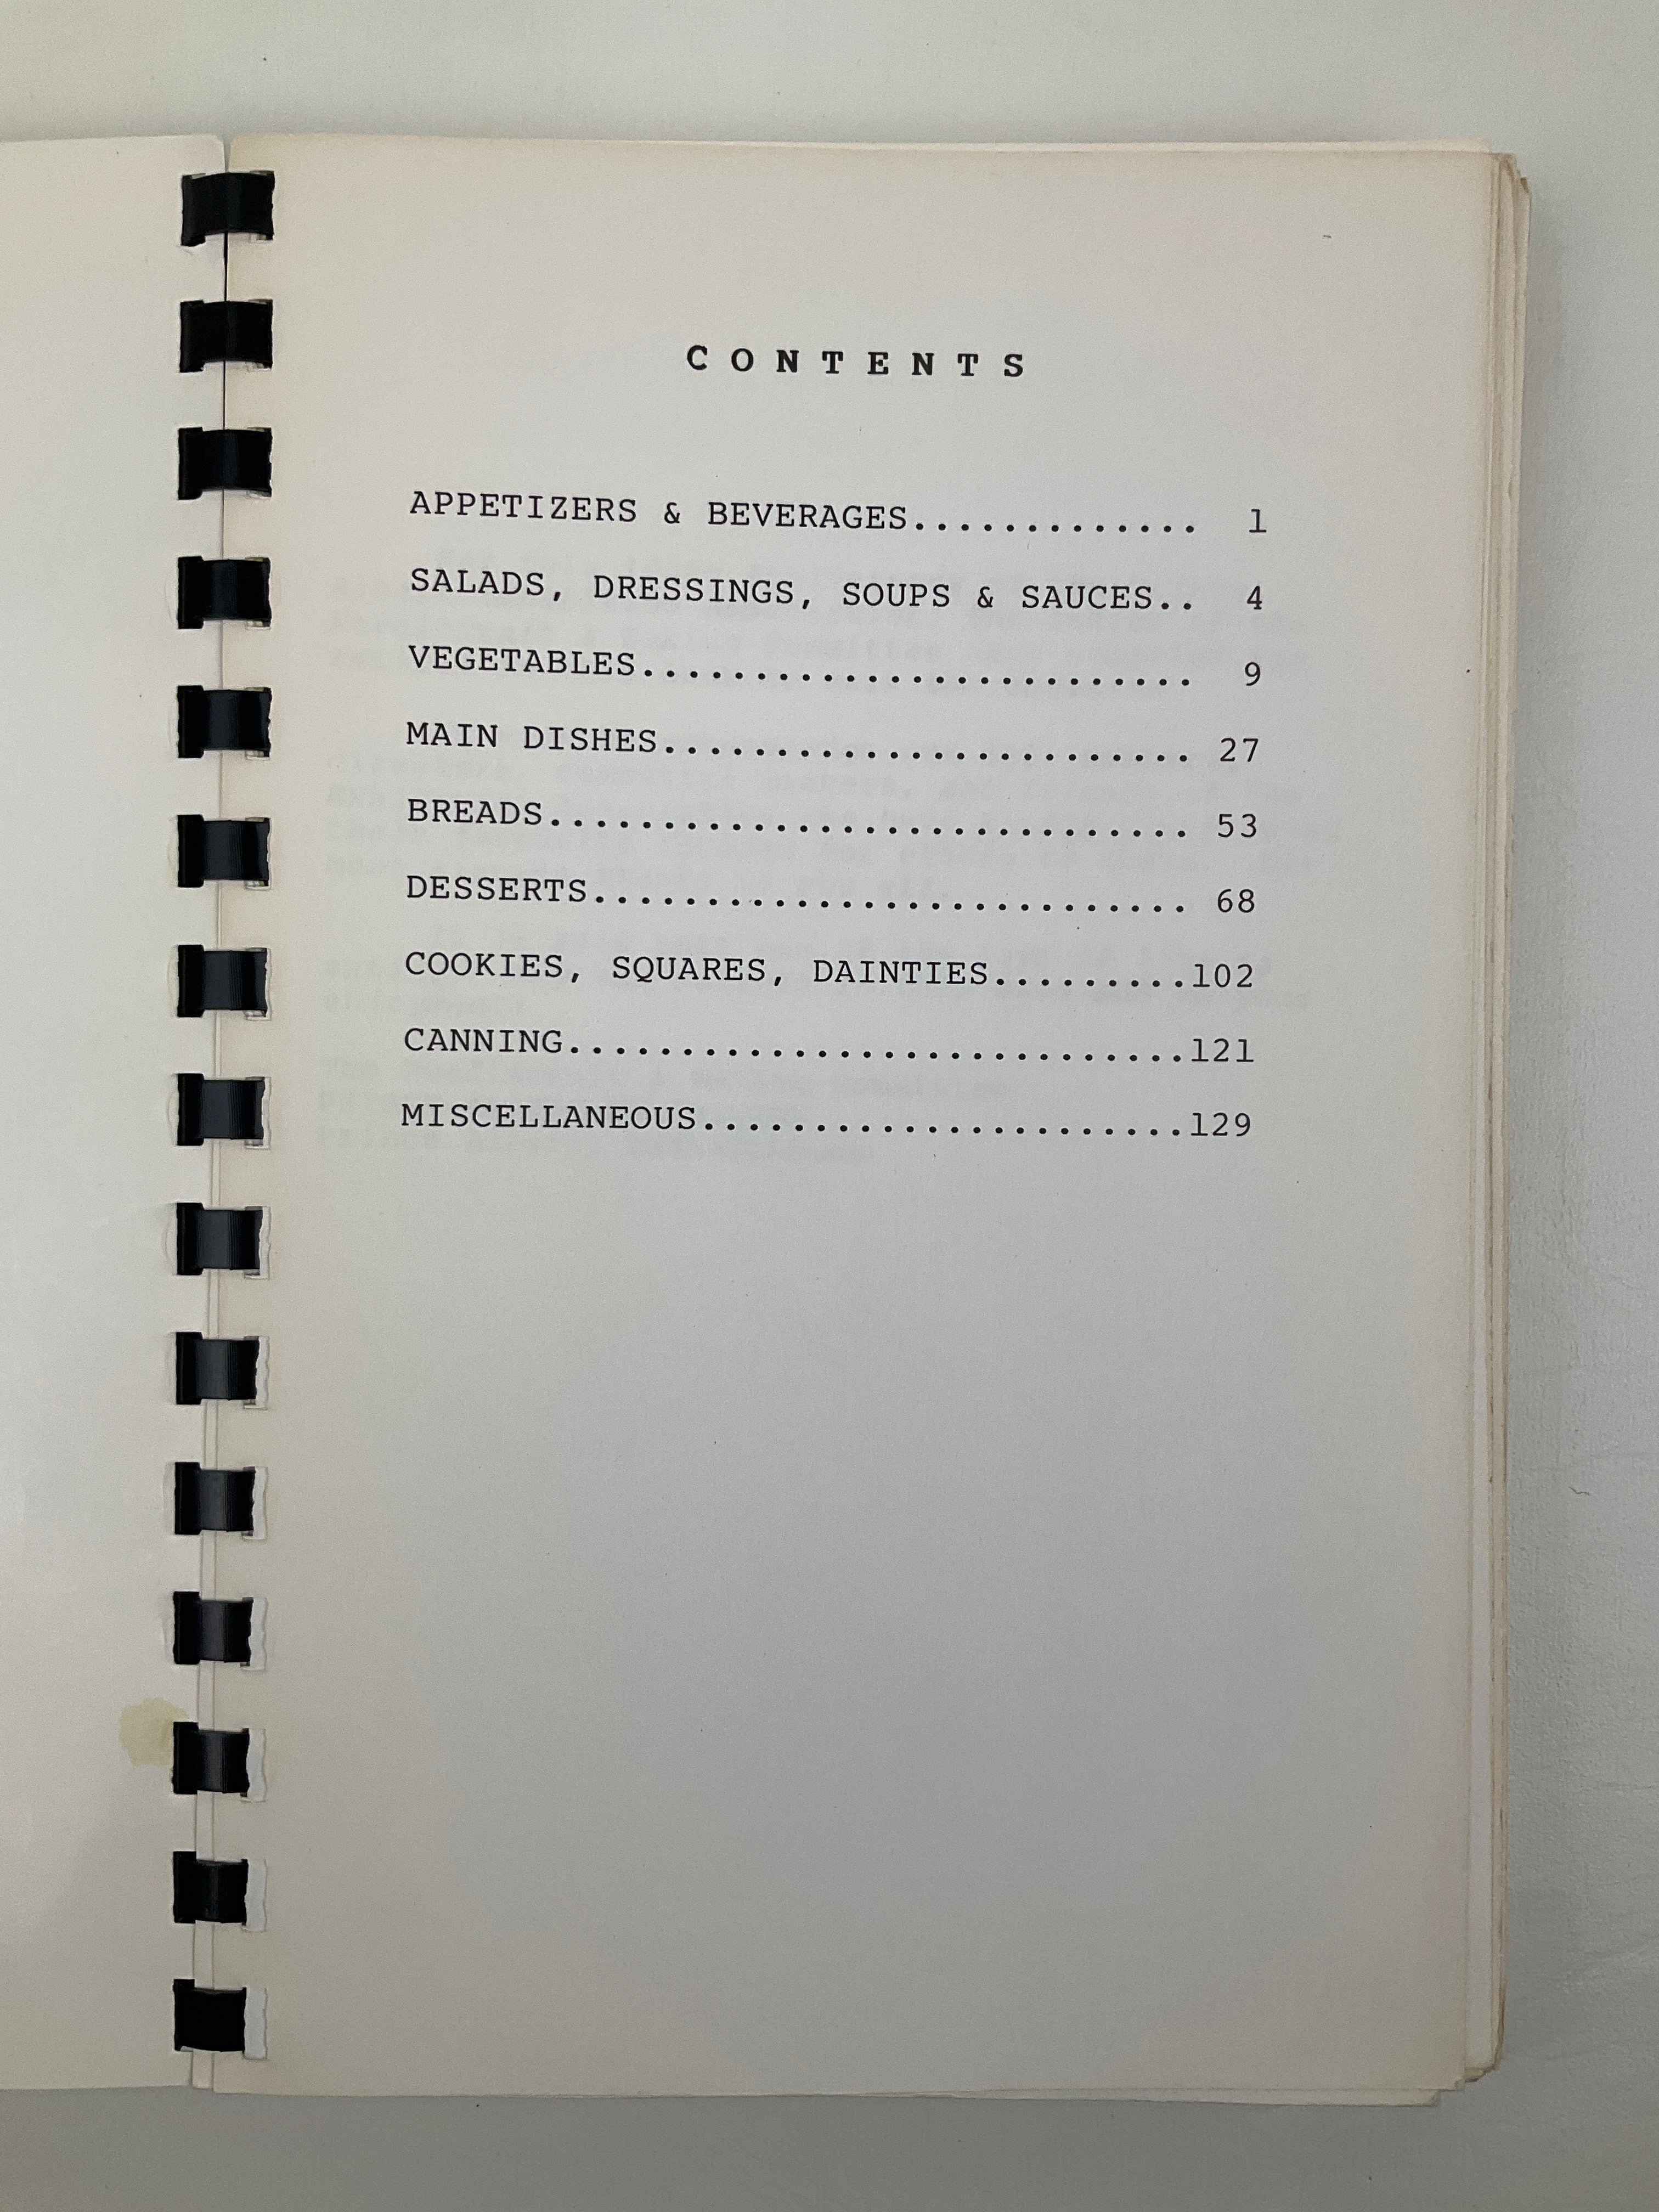 CONTENTS
APPETIZERS & BEVERAGES............. 1
SALADS, DRESSINGS, SOUPS & SAUCES.. 4
VEGETABLES......................... 9
MAIN DISHES........................ 27
BREADS............................. 53
DESSERTS........................... 68
COOKIES, SQUARES, DAINTIES.........102
CANNING............................121
MISCELLANEOUS......................129